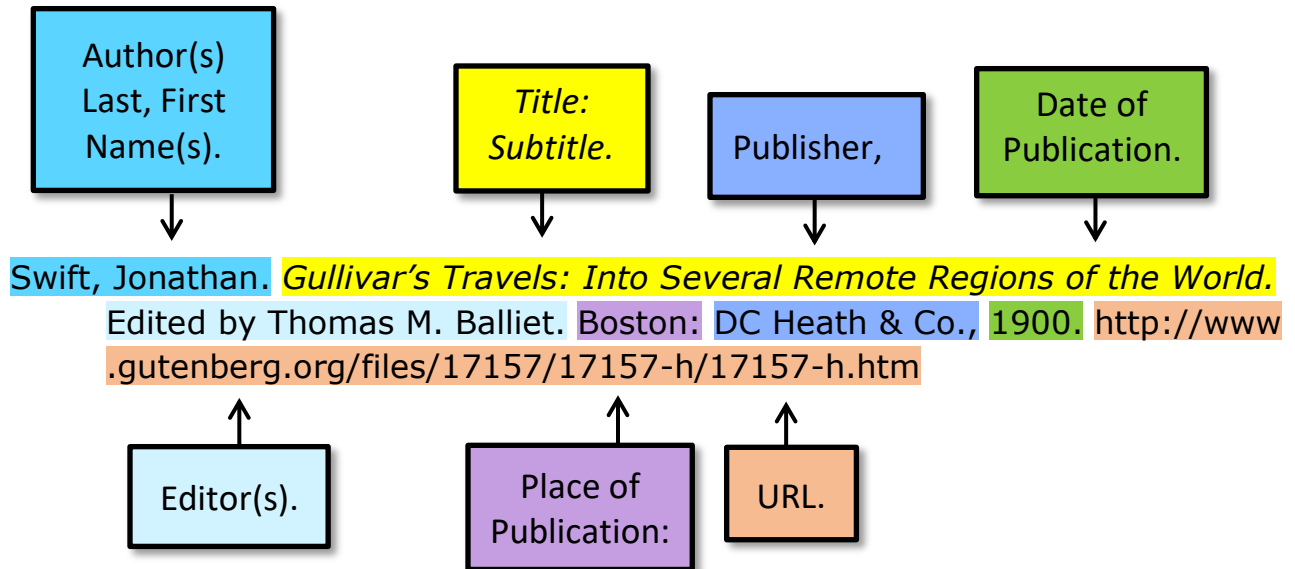 Author(s)
Last, First
Name(s).
Title:
Subtitle.
Publisher,
Date of
Publication.
Swift, Jonathan. Gullivar’s Travels: Into Several Remote Regions of the World.
Edited by Thomas M. Balliet. Boston: DC Heath & Co., 1900. http://www
.gutenberg.org/files/17157/17157-h/17157-h.htm
Editor(s).
Place of
Publication:
URL.